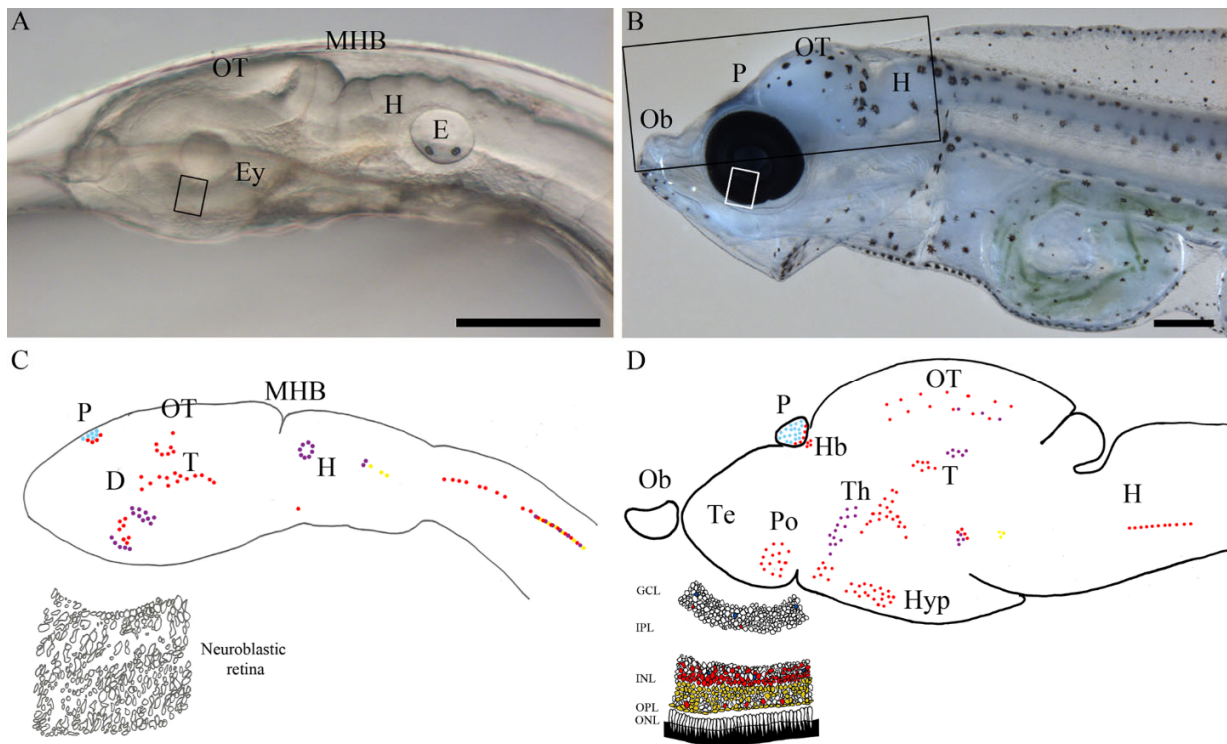 A
MHB
OT
H
E
Ey
B
OT
P
H
Ob
C
MHB
P
OT
T
D
H
Neuroblastic
retina
D
OT
P
Hb
Ob
T
Th
H
Te
Po
Hyp
GCL
IPL
INL
OPL
ONL